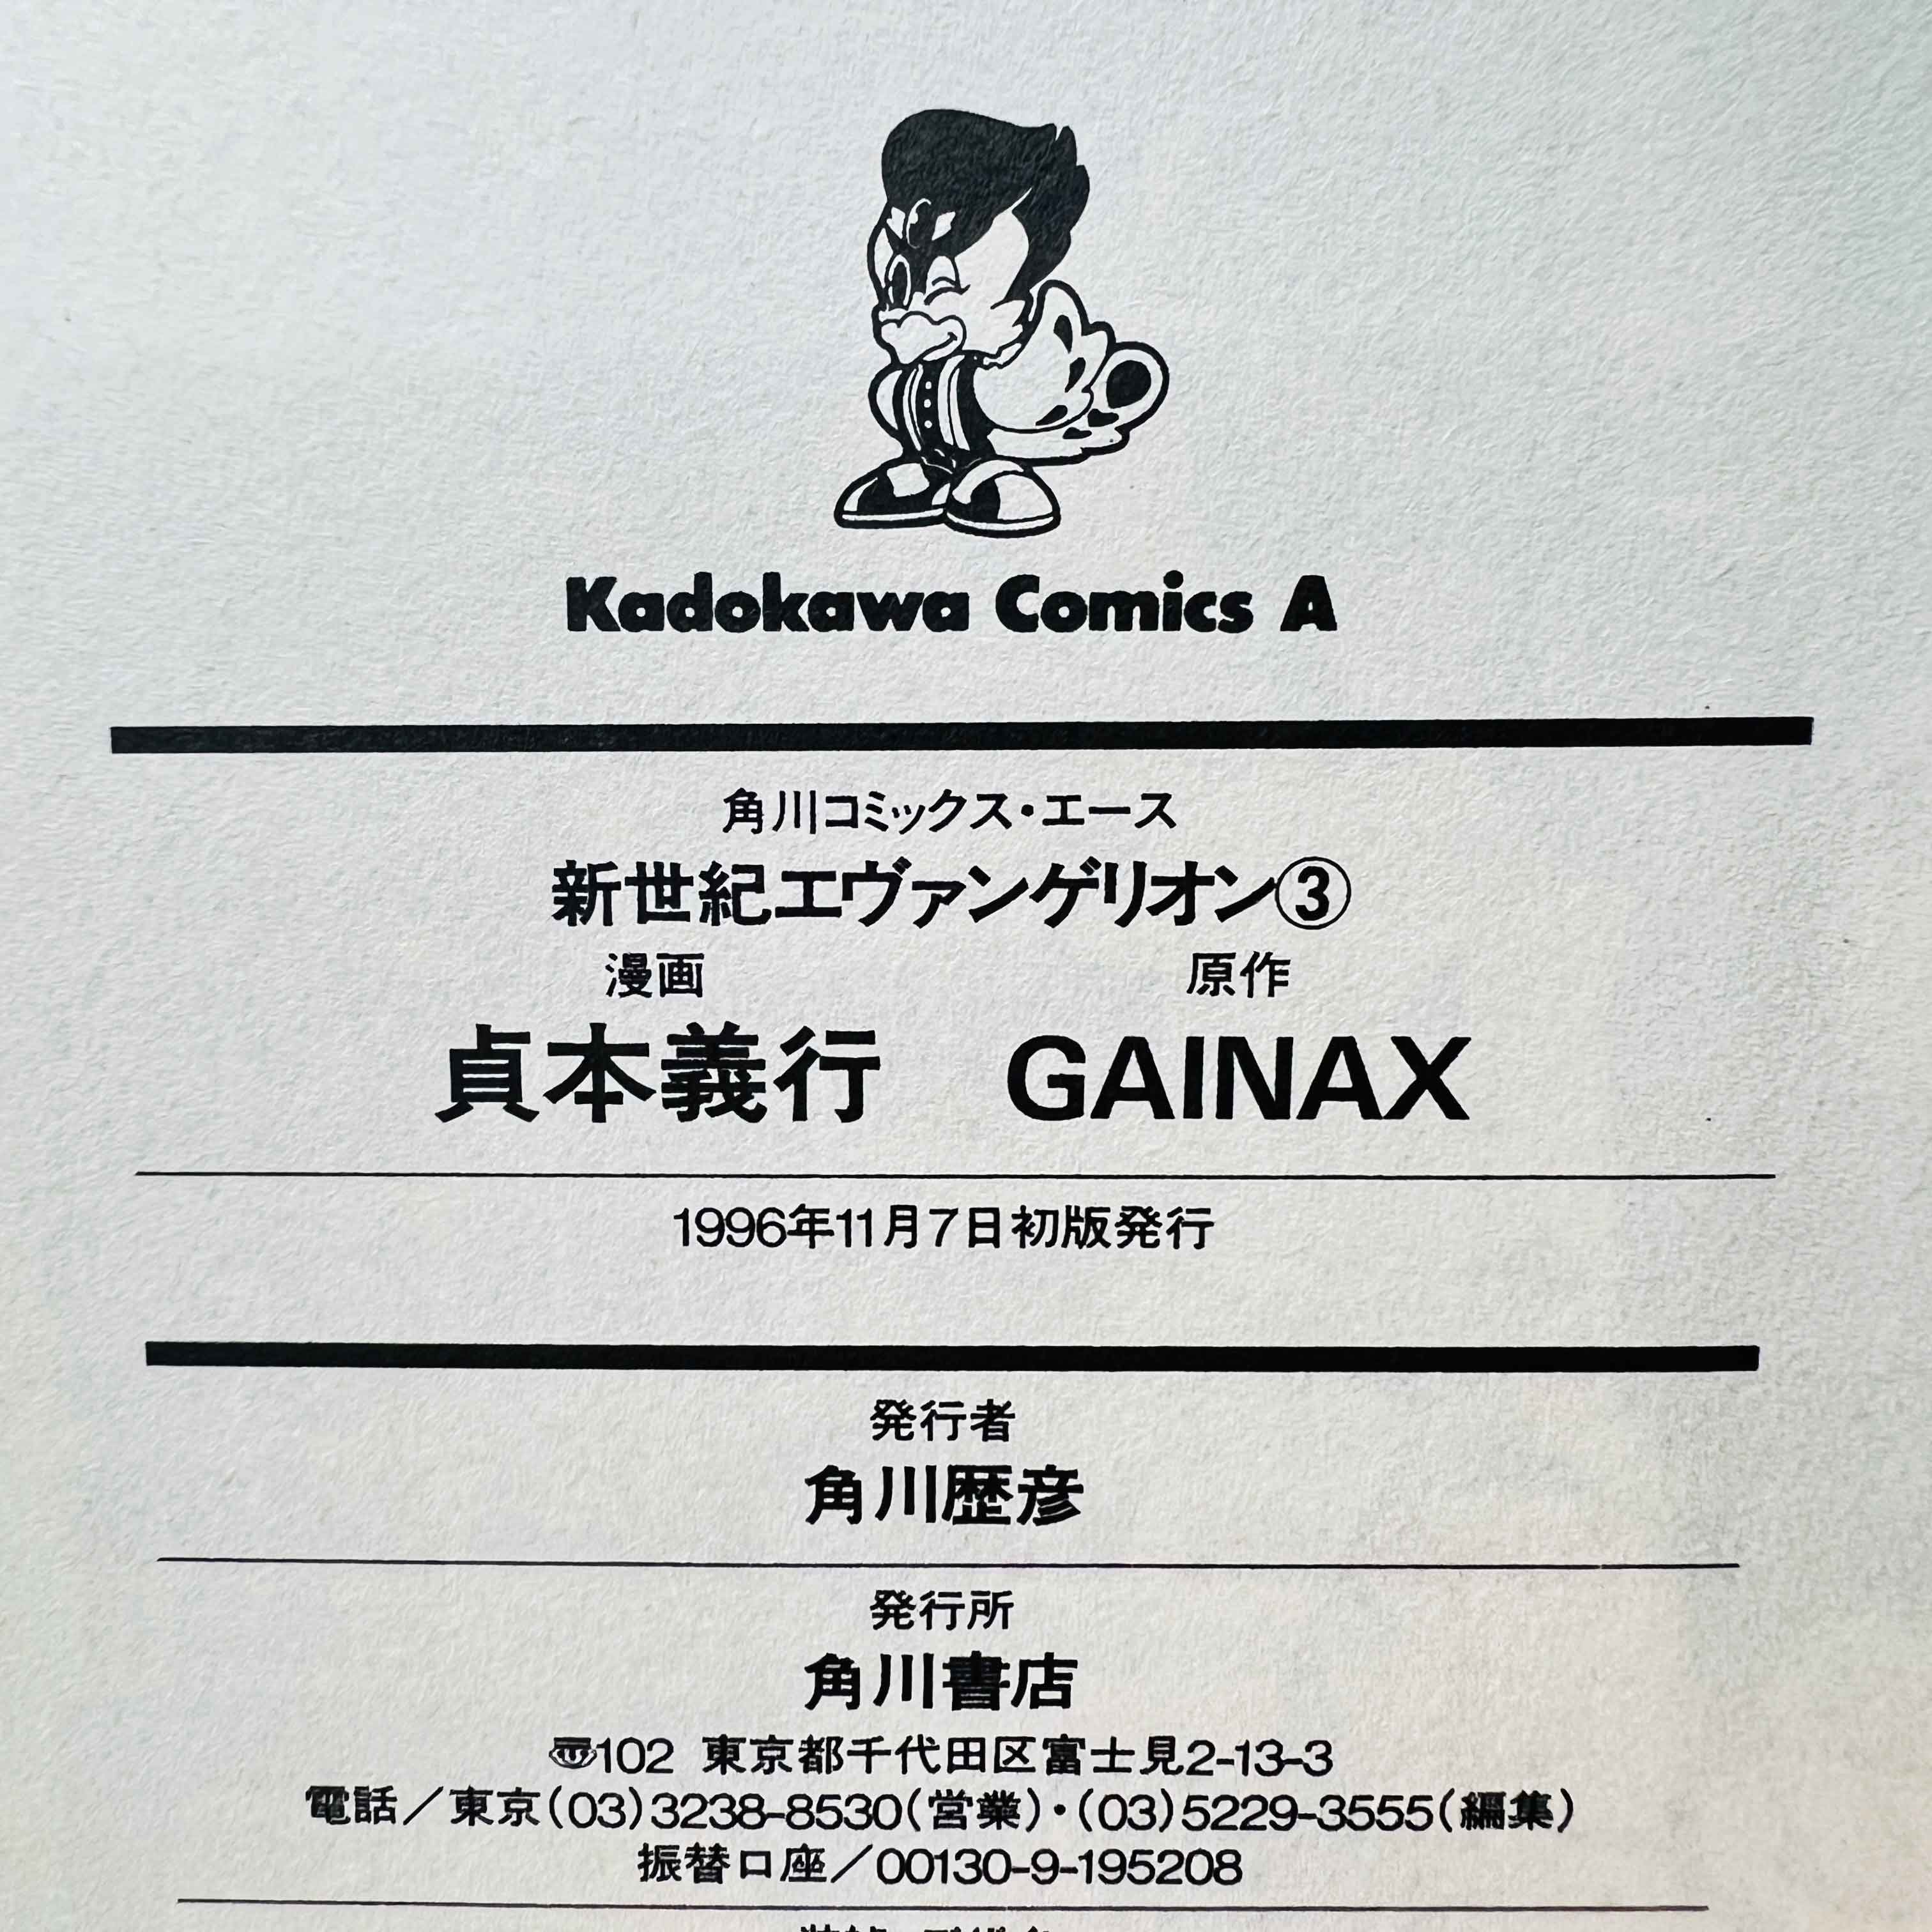 Kadokawa Comics A
角川コミックス・エース
新世紀エヴァンゲリオン③
漫画 原作
貞本義行 GAINAX
1996年11月7日初版発行
発行者
角川歴彦
発行所
角川書店
〠102 東京都千代田区富士見2-13-3
電話／東京(03)3238-8530(営業)・(03)5229-3555(編集)
振替口座／00130-9-195208